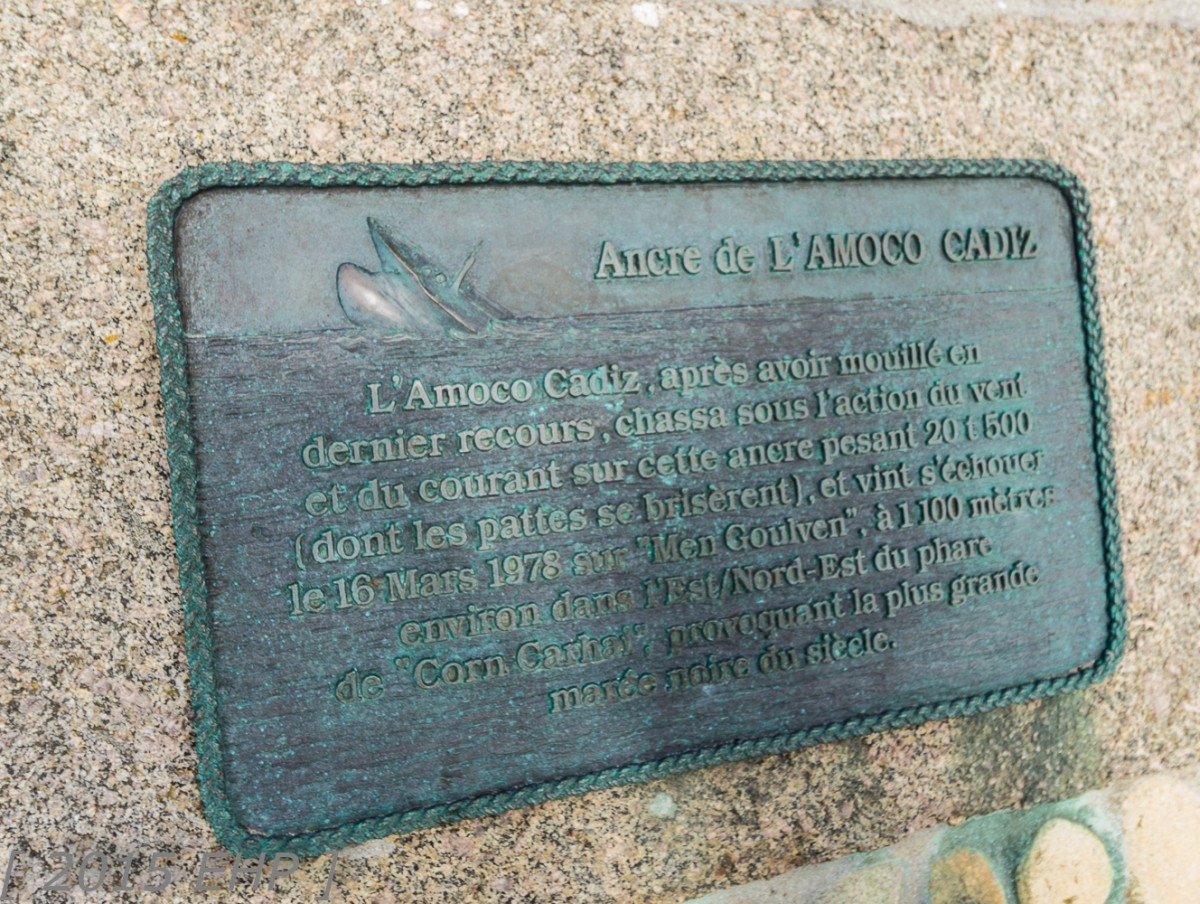 Ancre de L'AMOCO CADIZ
L'Amoco Cadiz, après avoir mouillé en
dernier recours, chassa sous l'action du vent
et du courant sur cette ancre pesant 20 t 500
(dont les pattes se brisèrent), et vint s'échouer
le 16 Mars 1978 sur "Men Goulven", à 1100 mètres
environ dans l'Est/Nord-Est du phare
de "Corn Carhai", provoquant la plus grande
marée noire du siècle.
[ 2015 EHP ]